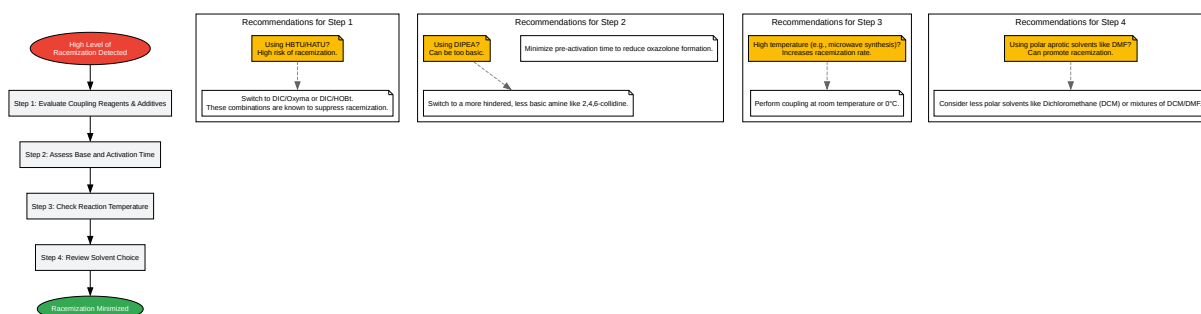 High Level of
Racemization Detected
Step 1: Evaluate Coupling Reagents & Additives
Step 2: Assess Base and Activation Time
Step 3: Check Reaction Temperature
Step 4: Review Solvent Choice
Racemization Minimized
Recommendations for Step 1
Using HBTU/HATU?
High risk of racemization.
Switch to DIC/Oxyma or DIC/HOBt.
These combinations are known to suppress racemization.
Recommendations for Step 2
Using DIPEA?
Can be too basic.
Minimize pre-activation time to reduce oxazolone formation.
Switch to a more hindered, less basic amine like 2,4,6-collidine.
Recommendations for Step 3
High temperature (e.g., microwave synthesis)?
Increases racemization rate.
Perform coupling at room temperature or 0°C.
Recommendations for Step 4
Using polar aprotic solvents like DMF?
Can promote racemization.
Consider less polar solvents like Dichloromethane (DCM) or mixtures of DCM/DMF.